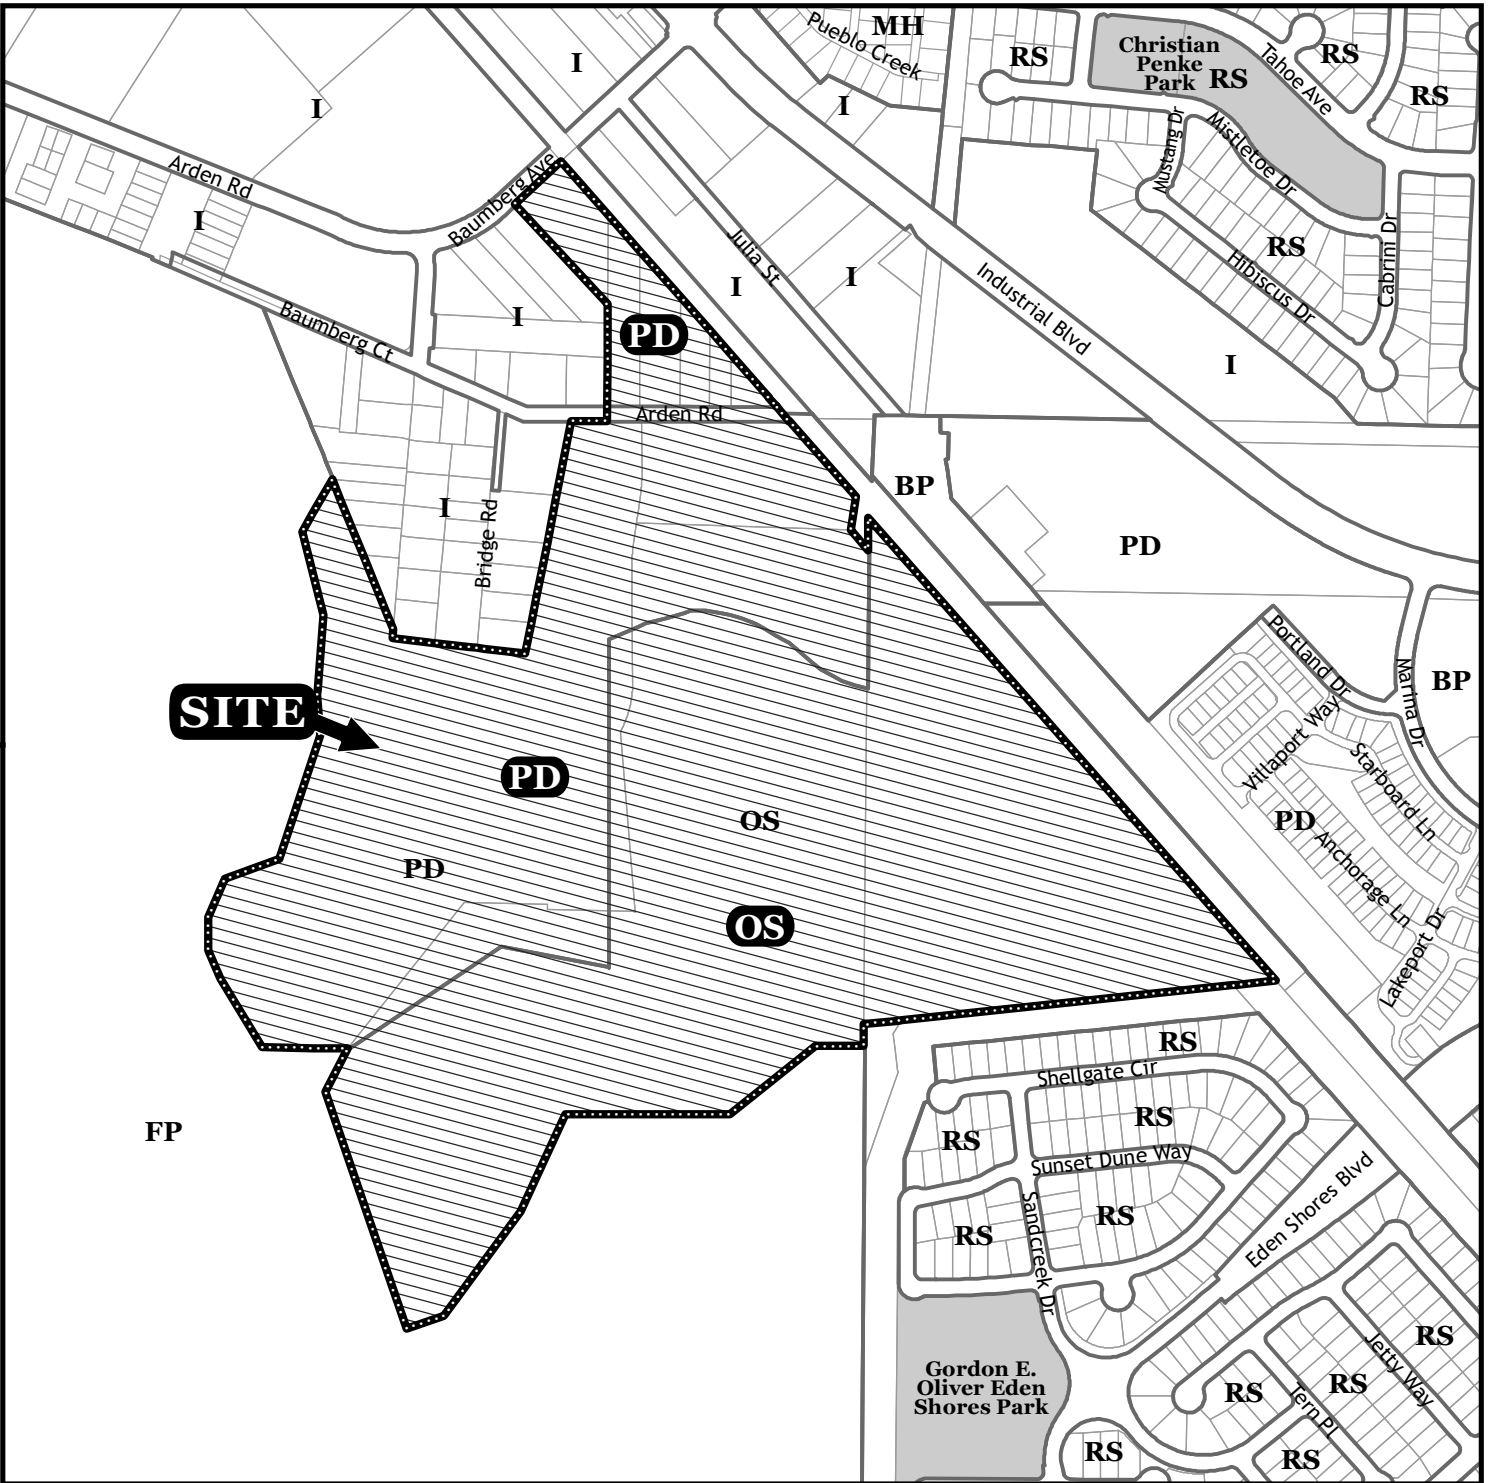 MH
Pueblo Creek
I
RS
Christian
Penke
Park
RS
Tahoe Ave
RS
RS
I
I
Mustang Dr
Mistletoe Dr
Arden Rd
Baumberg Ave
I
Julia St
I
I
RS
Hibiscus Dr
Cabrini Dr
Industrial Blvd
Baumberg Ct
I
PD
I
Arden Rd
BP
I
Bridge Rd
PD
Portland Dr
Marina Dr
BP
SITE
Villaport Way
Starboard Ln
PD
OS
PD
Anchorage Ln
PD
OS
Lakeport Dr
RS
Shellgate Cir
FP
RS
RS
Sunset Dune Way
Sandcreek Dr
RS
RS
Eden Shores Blvd
RS
Jetty Way
Gordon E.
Oliver Eden
Shores Park
RS
RS
Tern Pl
RS
RS